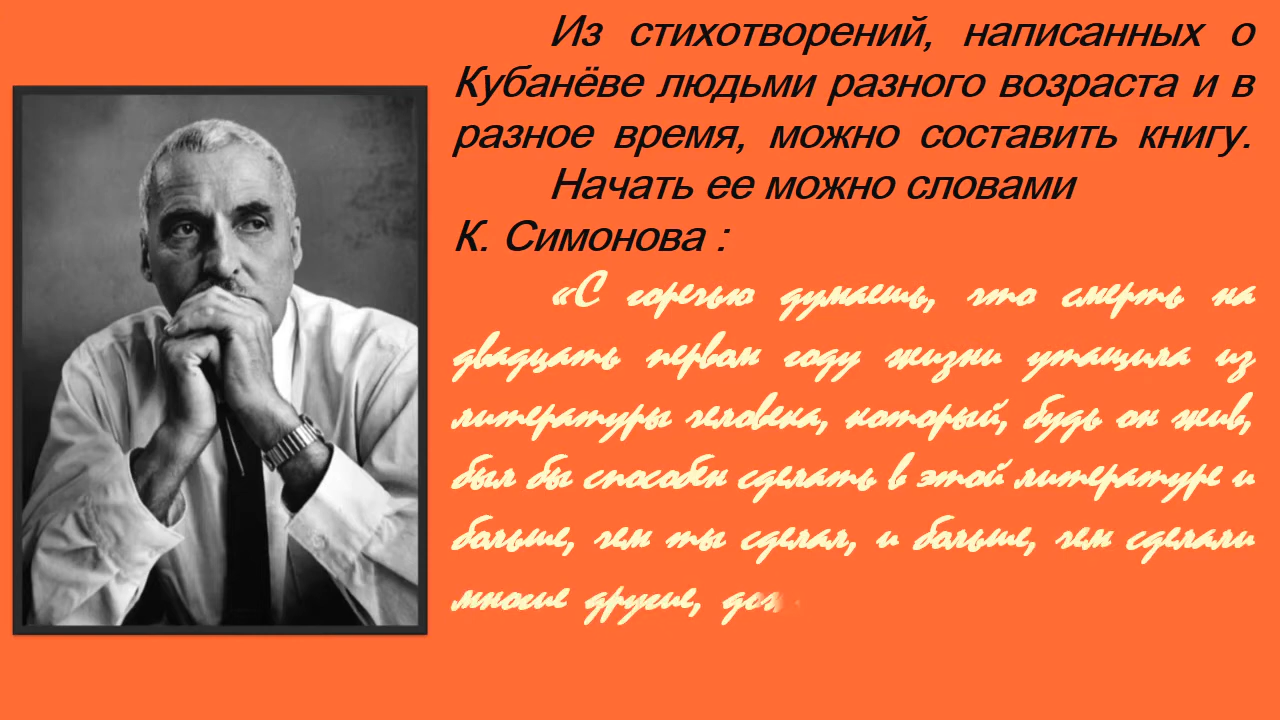 Из стихотворений, написанных о
Кубанёве людьми разного возраста и в
разное время, можно составить книгу.
Начать ее можно словами
К. Симонова :
«С горечью думаешь, что смерть на
двадцать первом году жизни утащила из
литературы человека, который, будь он жив,
был бы способен сделать в этой литературе и
больше, чем ты сделал, и больше, чем сделали
многие другие,